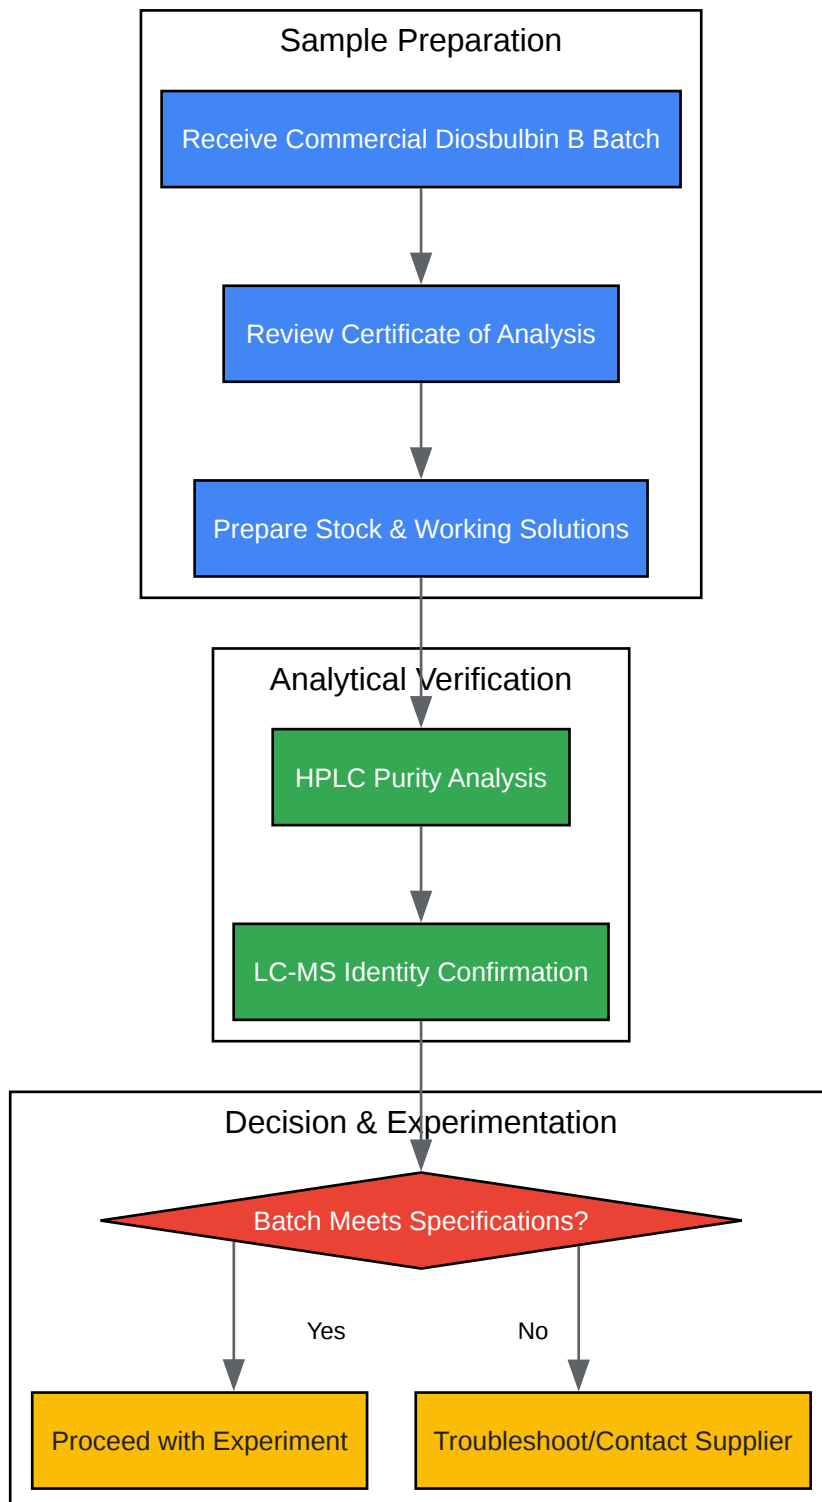 Sample Preparation
Receive Commercial Diosbulbin B Batch
Review Certificate of Analysis
Prepare Stock & Working Solutions
Analytical Verification
HPLC Purity Analysis
LC-MS Identity Confirmation
Decision & Experimentation
Batch Meets Specifications?
Yes
No
Proceed with Experiment
Troubleshoot/Contact Supplier